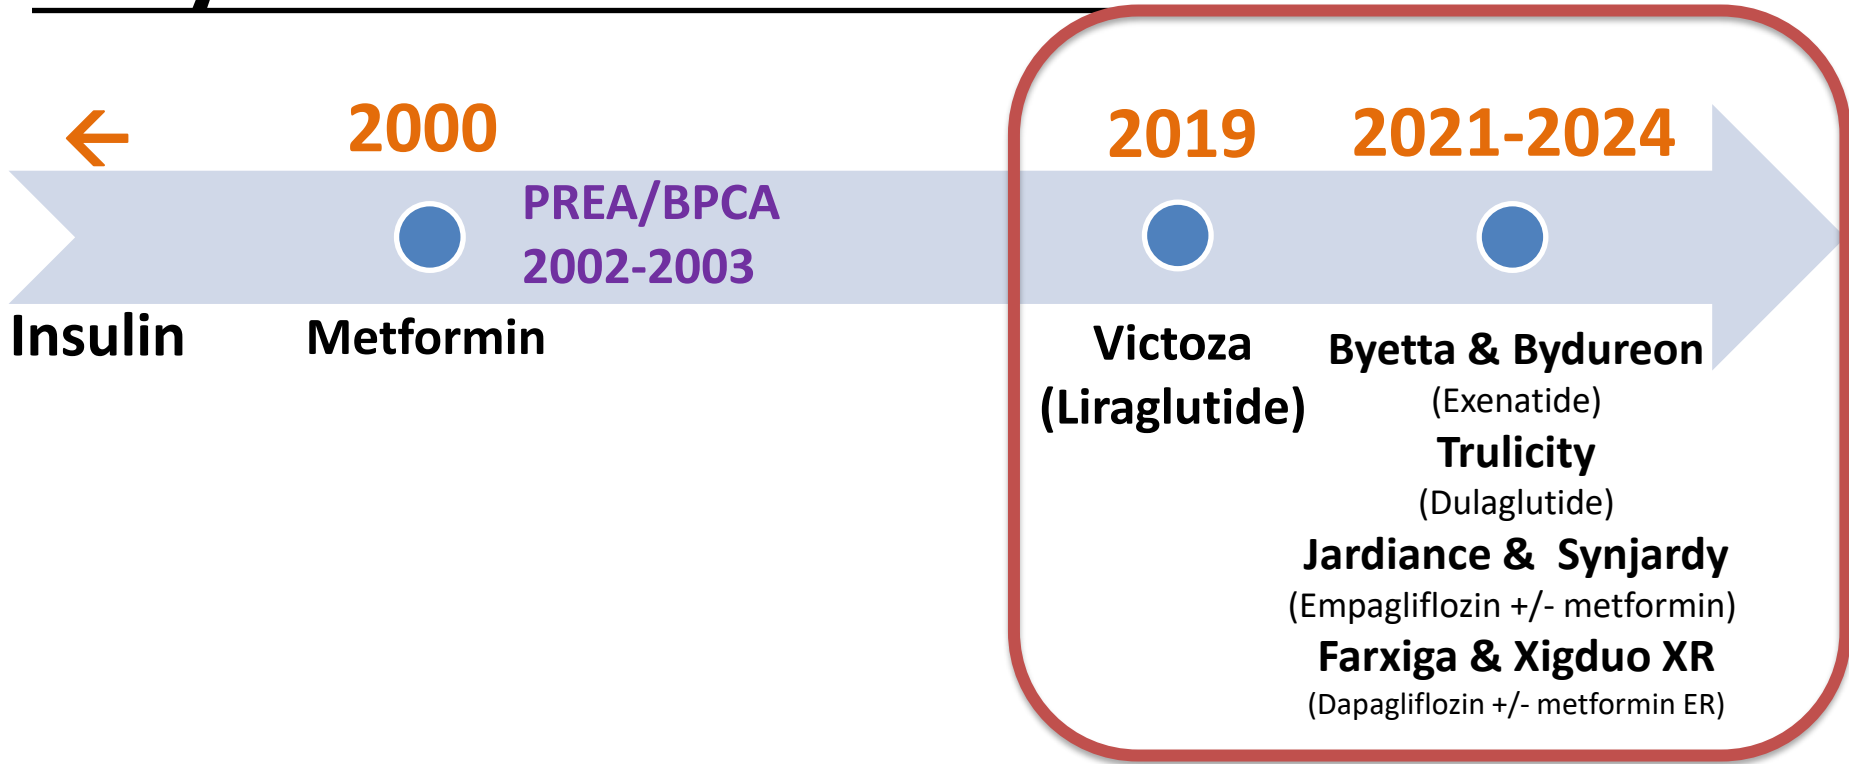 ←
2000
2019
2021-2024
PREA/BPCA
2002-2003
Insulin
Metformin
Victoza
(Liraglutide)
Byetta & Bydureon
(Exenatide)
Trulicity
(Dulaglutide)
Jardiance & Synjardy
(Empagliflozin +/- metformin)
Farxiga & Xigduo XR
(Dapagliflozin +/- metformin ER)